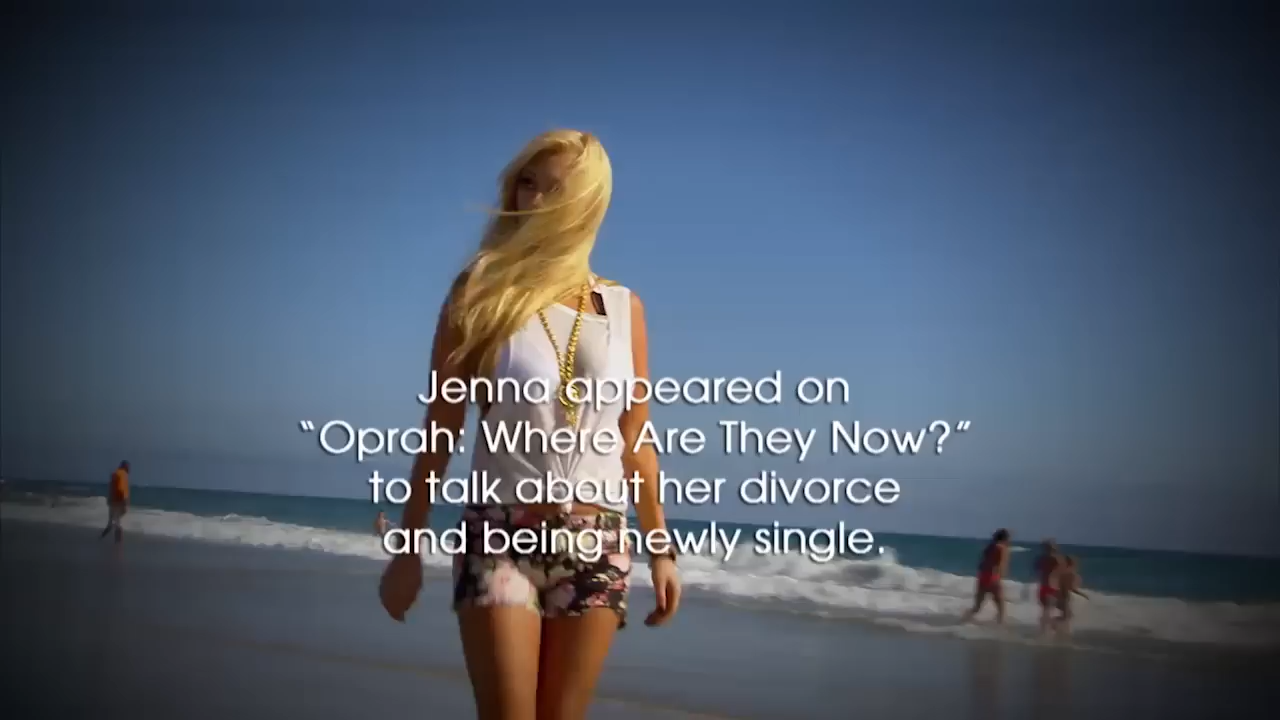 Jenna appeared on
“Oprah: Where Are They Now?”
to talk about her divorce
and being newly single.